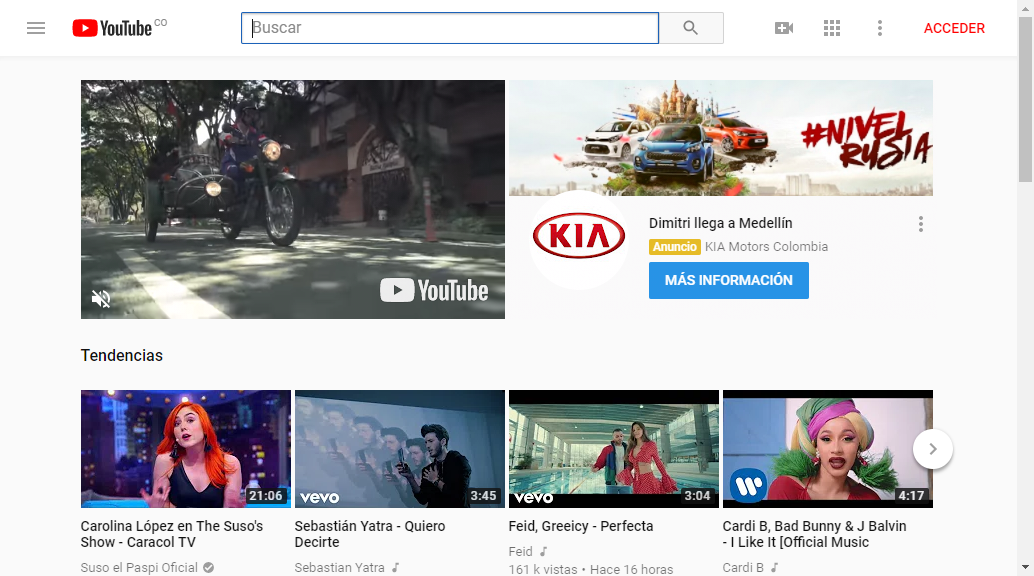 YouTube CO
Buscar
ACCEDER
#NIVEL
RUSIA
YouTube
KIA
Dimitri llega a Medellín
Anuncio KIA Motors Colombia
MÁS INFORMACIÓN
Tendencias
21:06
vevo 3:45
vevo 3:04
W 4:17
Carolina López en The Suso's
Show - Caracol TV
Suso el Paspi Oficial
Sebastián Yatra - Quiero
Decirte
Sebastian Yatra
Feid, Greeicy - Perfecta
Feid
161 k vistas • Hace 16 horas
Cardi B, Bad Bunny & J Balvin
- I Like It [Official Music
Cardi B